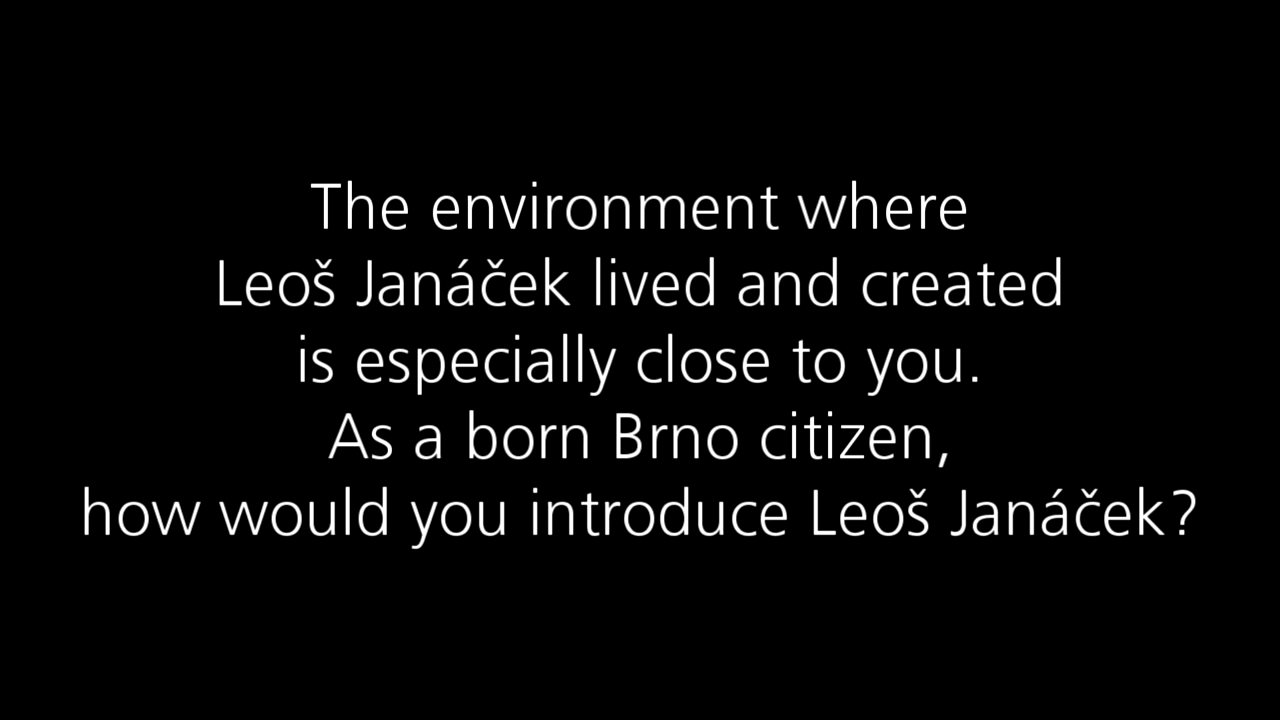 The environment where
Leoš Janáček lived and created
is especially close to you.
As a born Brno citizen,
how would you introduce Leoš Janáček?